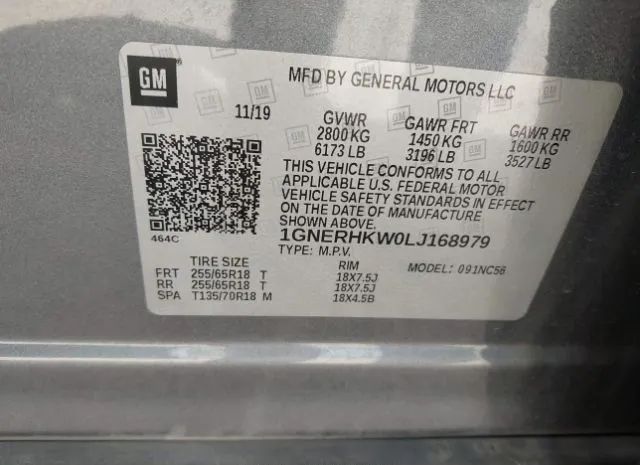 GM
MFD BY GENERAL MOTORS LLC
11/19
GVWR GAWR FRT GAWR RR
2800 KG 1450 KG 1600 KG
6173 LB 3196 LB 3527 LB
THIS VEHICLE CONFORMS TO ALL
APPLICABLE U.S. FEDERAL MOTOR
VEHICLE SAFETY STANDARDS IN EFFECT
ON THE DATE OF MANUFACTURE
SHOWN ABOVE.
464C
1GNERHKW0LJ168979
TYPE: M.P.V.
MODEL: 091NC56
TIRE SIZE RIM
FRT 255/65R18 T 18X7.5J
RR 255/65R18 T 18X7.5J
SPA T135/70R18 M 18X4.5B